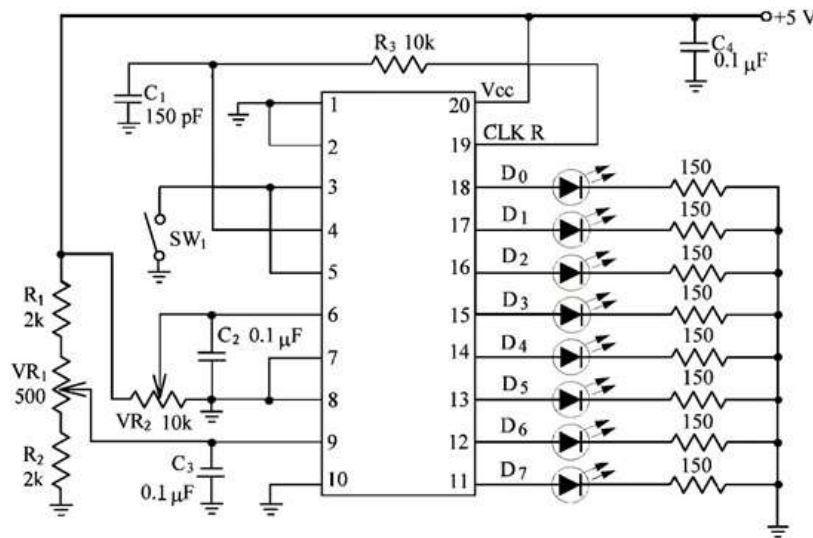 +5 V
R3 10k
C4
0.1 µF
C1
150 pF
Vcc
1 20
CLK R
2 19
150
3 18 D0
150
4 17 D1
SW1
150
5 16 D2
150
R1
2k
6 15 D3
C2 0.1 µF
150
7 14 D4
VR1
500
150
8 13 D5
VR2 10k
150
R2
2k
9 12 D6
C3
0.1 µF
150
10 11 D7